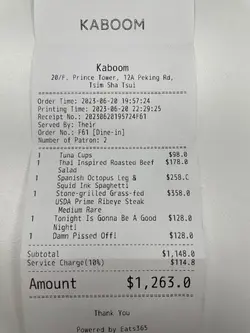 KABOOM
Kaboom
20/F. Prince Tower, 12A Peking Rd,
Tsim Sha Tsui
Order Time: 2023-06-20 19:57:24
Printing Time: 2023-06-20 22:29:25
Receipt No.: 20230620195724F61
Served By: Their
Order No.: F61 [Dine-in]
Number of Patron: 2
1 Tuna Cups $98.0
1 Thai Inspired Roasted Beef $178.0
Salad
1 Spanish Octopus Leg & $258.0
Squid Ink Spaghetti
1 Stone-grilled Grass-fed $358.0
USDA Prime Ribeye Steak
Medium Rare
1 Tonight Is Gonna Be A Good $128.0
Night!
1 Damn Pissed Off! $128.0
Subtotal $1,148.0
Service Charge(10%) $114.8
Amount $1,263.0
Thank You
Powered by Eats365